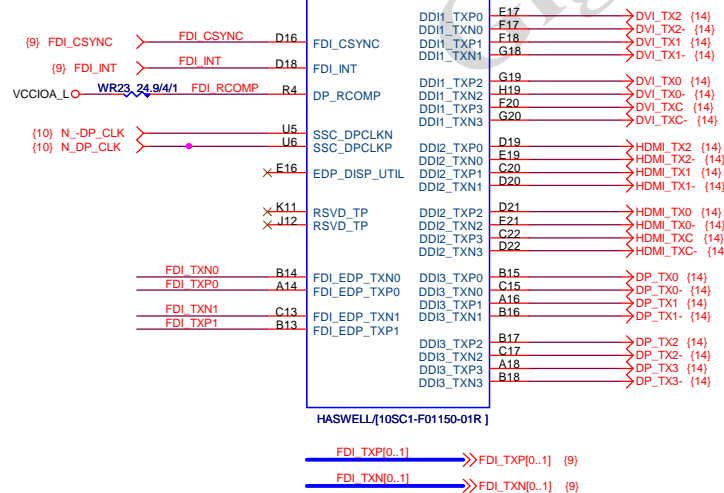 DDI1_TXP0 E17 DVI_TX2 {14}
DDI1_TXN0 F17 DVI_TX2- {14}
{9} FDI_CSYNC FDI_CSYNC D16 FDI_CSYNC DDI1_TXP1 F18 DVI_TX1 {14}
DDI1_TXN1 G18 DVI_TX1- {14}
{9} FDI_INT FDI_INT D18 FDI_INT
DDI1_TXP2 G19 DVI_TX0 {14}
VCCIOA_L WR23 24.9/4/1 FDI_RCOMP R4 DP_RCOMP DDI1_TXN2 H19 DVI_TX0- {14}
DDI1_TXP3 F20 DVI_TXC {14}
DDI1_TXN3 G20 DVI_TXC- {14}
{10} N_-DP_CLK U5 SSC_DPCLKN
{10} N_DP_CLK U6 SSC_DPCLKP DDI2_TXP0 D19 HDMI_TX2 {14}
DDI2_TXN0 E19 HDMI_TX2- {14}
E16 EDP_DISP_UTIL DDI2_TXP1 C20 HDMI_TX1 {14}
DDI2_TXN1 D20 HDMI_TX1- {14}
K11 RSVD_TP DDI2_TXP2 D21 HDMI_TX0 {14}
J12 RSVD_TP DDI2_TXN2 E21 HDMI_TX0- {14}
DDI2_TXP3 C22 HDMI_TXC {14}
DDI2_TXN3 D22 HDMI_TXC- {14}
FDI_TXN0 B14 FDI_EDP_TXN0 DDI3_TXP0 B15 DP_TX0 {14}
FDI_TXP0 A14 FDI_EDP_TXP0 DDI3_TXN0 C15 DP_TX0- {14}
DDI3_TXP1 A16 DP_TX1 {14}
FDI_TXN1 C13 FDI_EDP_TXN1 DDI3_TXN1 B16 DP_TX1- {14}
FDI_TXP1 B13 FDI_EDP_TXP1
DDI3_TXP2 B17 DP_TX2 {14}
DDI3_TXN2 C17 DP_TX2- {14}
DDI3_TXP3 A18 DP_TX3 {14}
DDI3_TXN3 B18 DP_TX3- {14}
HASWELL/[10SC1-F01150-01R ]
FDI_TXP[0..1] FDI_TXP[0..1] {9}
FDI_TXN[0..1] FDI_TXN[0..1] {9}